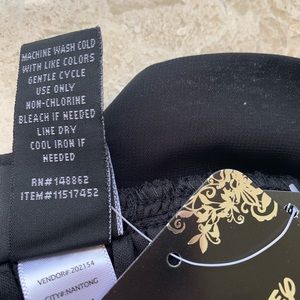 MACHINE WASH COLD
WITH LIKE COLORS
GENTLE CYCLE
USE ONLY
NON-CHLORINE
BLEACH IF NEEDED
LINE DRY
COOL IRON IF
NEEDED
RN#148862
ITEM#11517452
VENDOR#:202154
CITY#:NANTONG